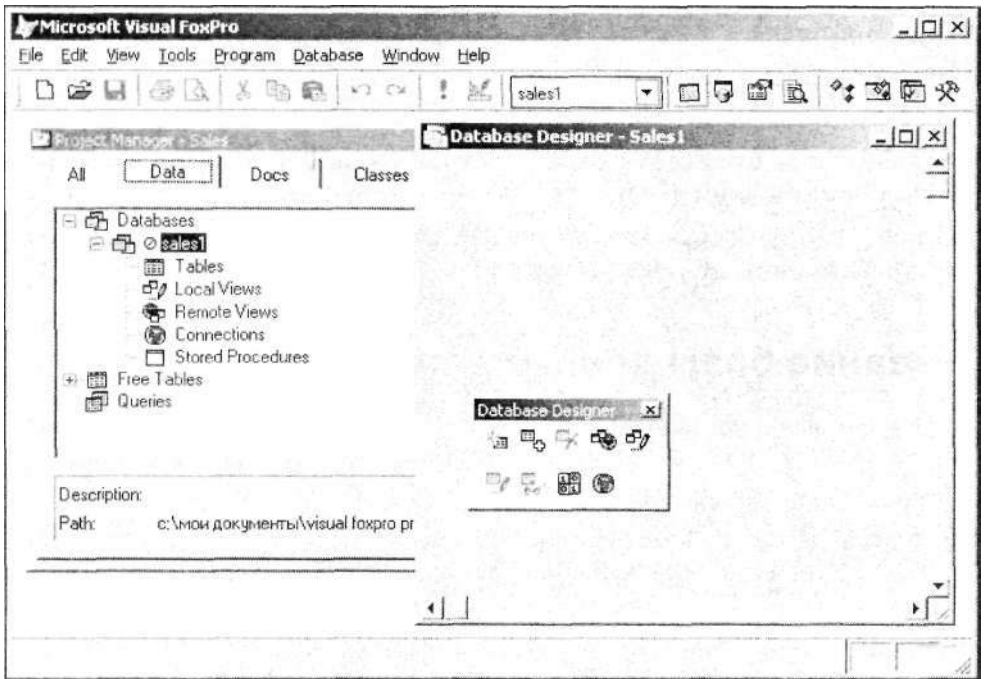 Microsoft Visual FoxPro
File Edit View Tools Program Database Window Help
sales1
Project Manager - Sales
Database Designer - Sales1
All Data Docs Classes
Databases
sales1
Tables
Local Views
Remote Views
Connections
Stored Procedures
Free Tables
Queries
Database Designer
Description:
Path: c:\мои документы\visual foxpro pr